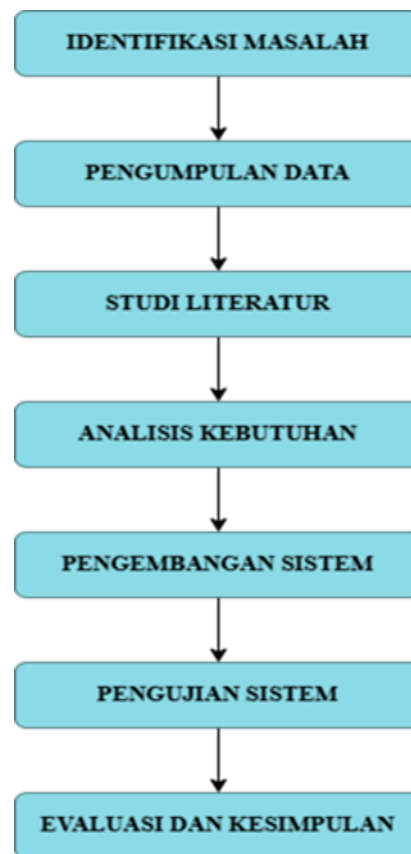 IDENTIFIKASI MASALAH
PENGUMPULAN DATA
STUDI LITERATUR
ANALISIS KEBUTUHAN
PENGEMBANGAN SISTEM
PENGUJIAN SISTEM
EVALUASI DAN KESIMPULAN